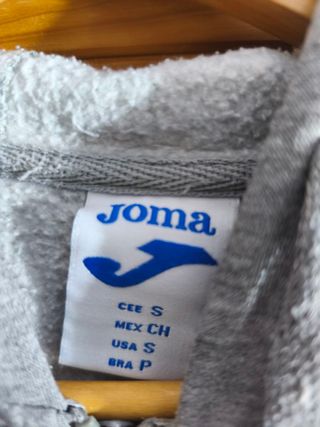 Joma
CEE S
MEX CH
USA S
BRA P